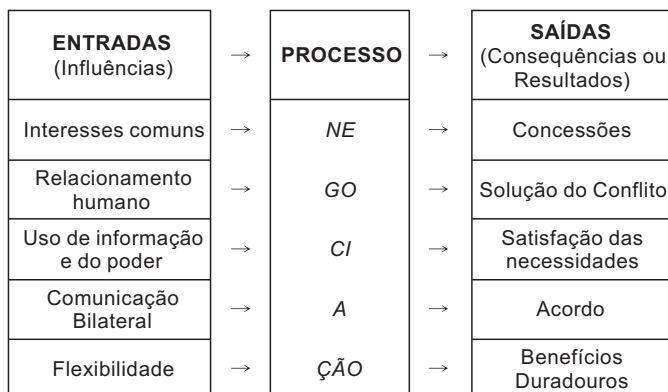 ENTRADAS
(Influências)
→
PROCESSO
→
SAÍDAS
(Consequências ou
Resultados)
Interesses comuns
→
NE
→
Concessões
Relacionamento
humano
→
GO
→
Solução do Conflito
Uso de informação
e do poder
→
CI
→
Satisfação das
necessidades
Comunicação
Bilateral
→
A
→
Acordo
Flexibilidade
→
ÇÃO
→
Benefícios
Duradouros